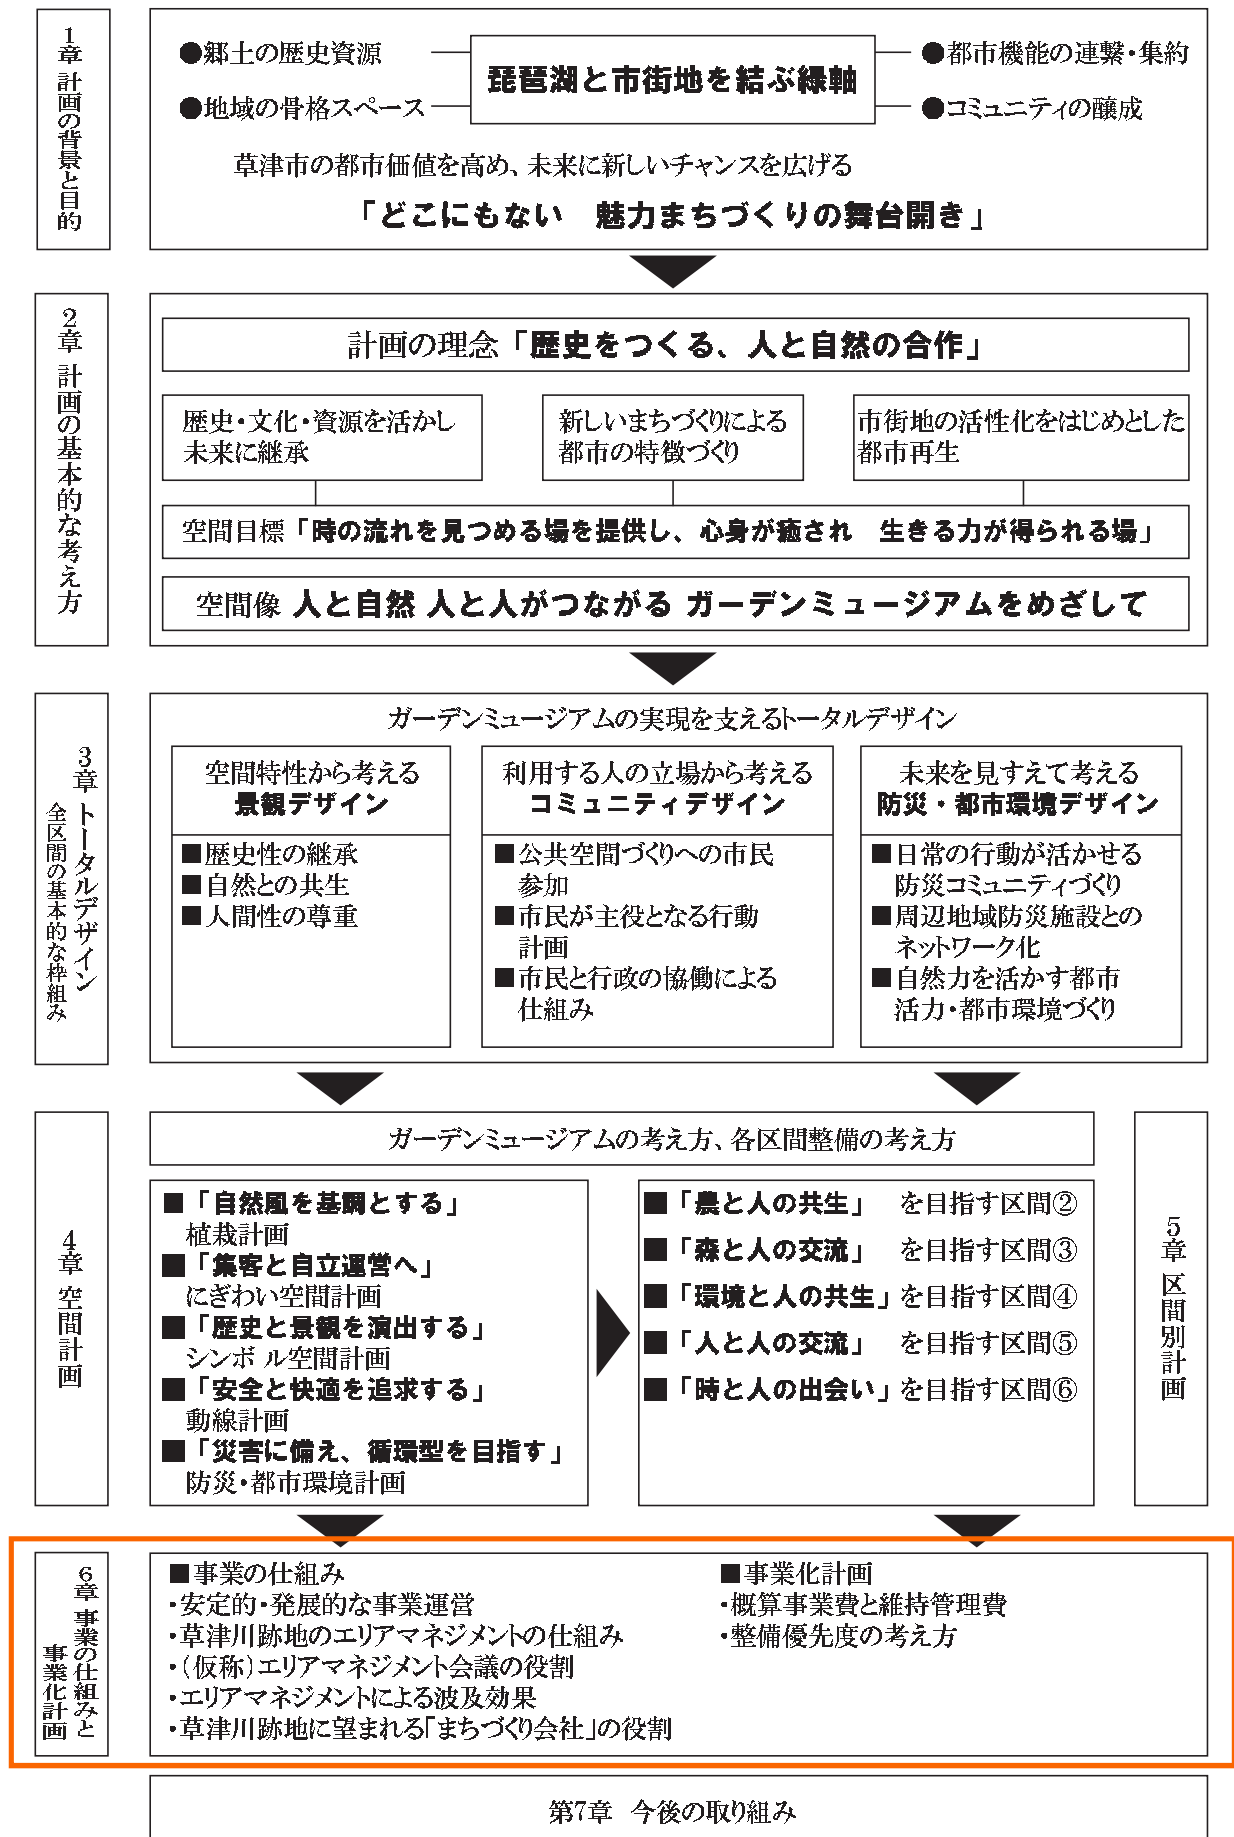 1章 計画の背景と目的
●郷土の歴史資源
●地域の骨格スペース
琵琶湖と市街地を結ぶ緑軸
●都市機能の連繋・集約
●コミュニティの醸成
草津市の都市価値を高め、未来に新しいチャンスを広げる
「どこにもない　魅力まちづくりの舞台開き」
2章 計画の基本的な考え方
計画の理念「歴史をつくる、人と自然の合作」
歴史・文化・資源を活かし
未来に継承
新しいまちづくりによる
都市の特徴づくり
市街地の活性化をはじめとした
都市再生
空間目標「時の流れを見つめる場を提供し、心身が癒され　生きる力が得られる場」
空間像 人と自然 人と人がつながる ガーデンミュージアムをめざして
3章 トータルデザイン
全区間の基本的な枠組み
ガーデンミュージアムの実現を支えるトータルデザイン
空間特性から考える
景観デザイン
■歴史性の継承
■自然との共生
■人間性の尊重
利用する人の立場から考える
コミュニティデザイン
■公共空間づくりへの市民
参加
■市民が主役となる行動
計画
■市民と行政の協働による
仕組み
未来を見すえて考える
防災・都市環境デザイン
■日常の行動が活かせる
防災コミュニティづくり
■周辺地域防災施設との
ネットワーク化
■自然力を活かす都市
活力・都市環境づくり
4章 空間計画
ガーデンミュージアムの考え方、各区間整備の考え方
■「自然風を基調とする」
植栽計画
■「集客と自立運営へ」
にぎわい空間計画
■「歴史と景観を演出する」
シンボル空間計画
■「安全と快適を追求する」
動線計画
■「災害に備え、循環型を目指す」
防災・都市環境計画
■「農と人の共生」　を目指す区間②
■「森と人の交流」　を目指す区間③
■「環境と人の共生」を目指す区間④
■「人と人の交流」　を目指す区間⑤
■「時と人の出会い」を目指す区間⑥
5章 区間別計画
6章 事業の仕組みと
事業化計画
■事業の仕組み
・安定的・発展的な事業運営
・草津川跡地のエリアマネジメントの仕組み
・（仮称）エリアマネジメント会議の役割
・エリアマネジメントによる波及効果
・草津川跡地に望まれる「まちづくり会社」の役割
■事業化計画
・概算事業費と維持管理費
・整備優先度の考え方
第7章　今後の取り組み